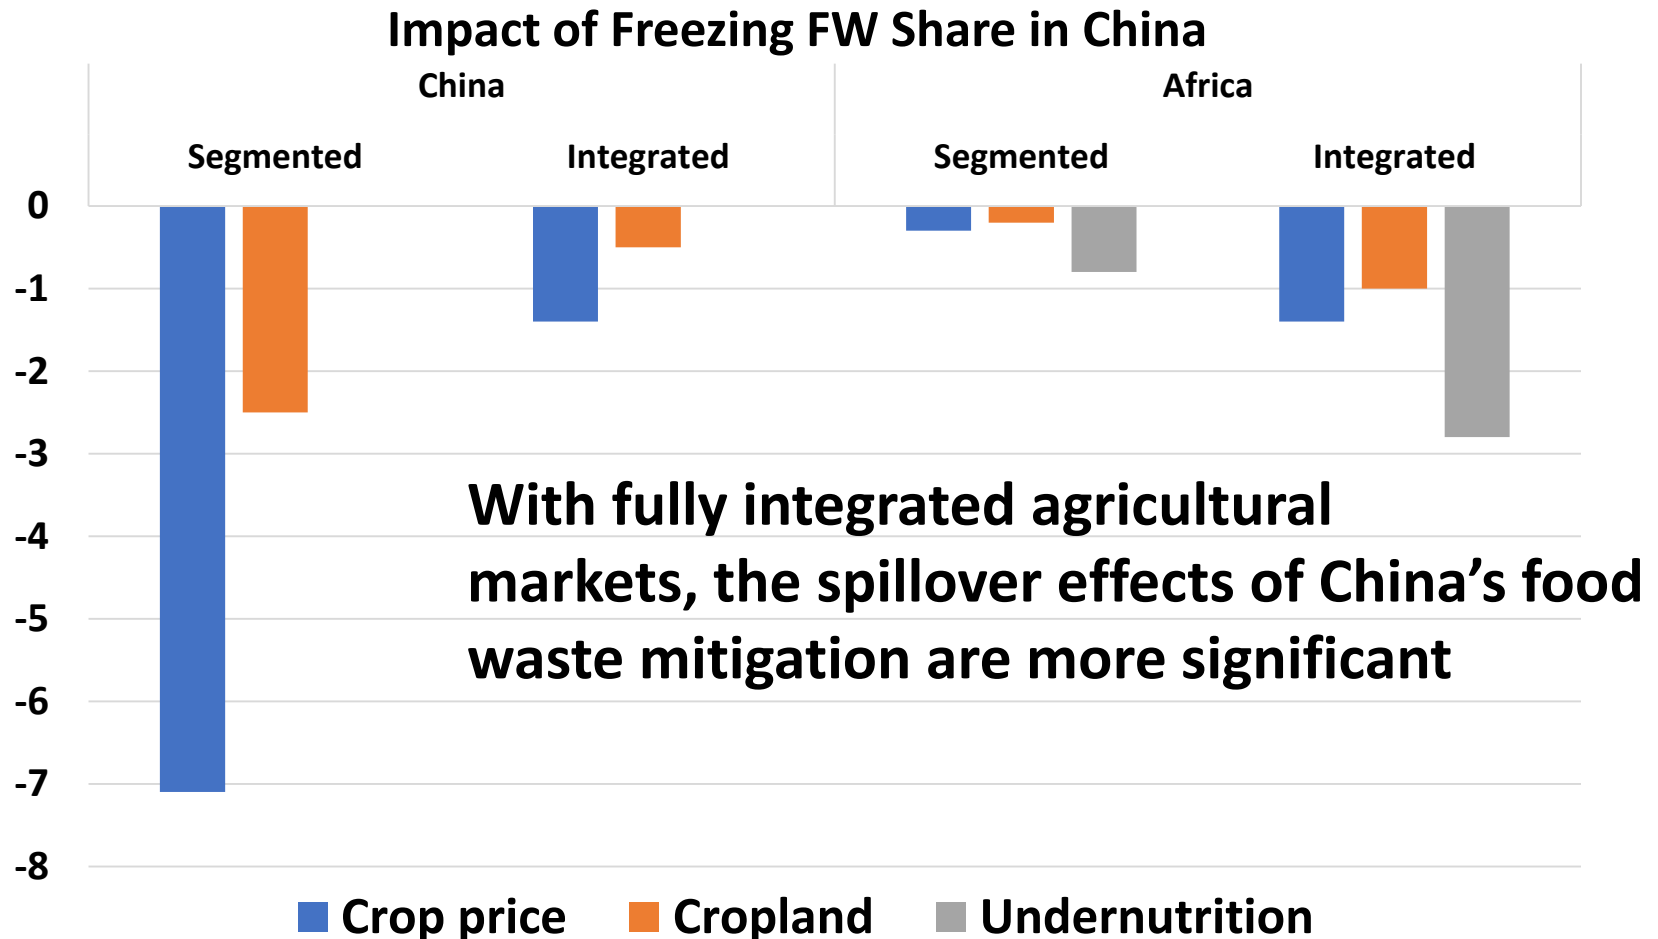 Impact of Freezing FW Share in China
China
Africa
Segmented
Integrated
Segmented
Integrated
0
-1
-2
-3
-4
-5
-6
-7
-8
With fully integrated agricultural
markets, the spillover effects of China’s food
waste mitigation are more significant
Crop price
Cropland
Undernutrition